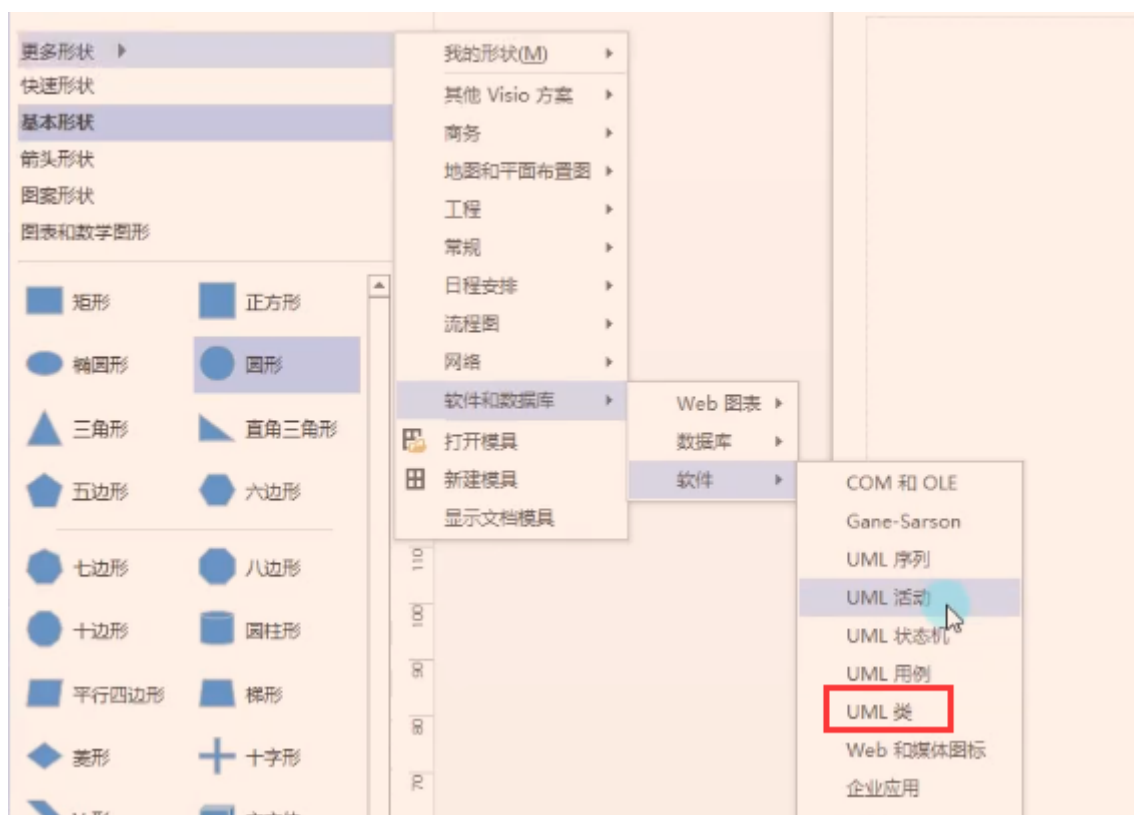 更多形状
快速形状
基本形状
箭头形状
图案形状
图表和数学图形
矩形
正方形
椭圆形
圆形
三角形
直角三角形
五边形
六边形
七边形
八边形
十边形
圆柱形
平行四边形
梯形
菱形
十字形
我的形状(M)
其他 Visio 方案
商务
地图和平面布置图
工程
常规
日程安排
流程图
网络
软件和数据库
打开模具
新建模具
显示文档模具
Web 图表
数据库
软件
COM 和 OLE
Gane-Sarson
UML 序列
UML 活动
UML 状态机
UML 用例
UML 类
Web 和媒体图标
企业应用
110
100
90
80
70